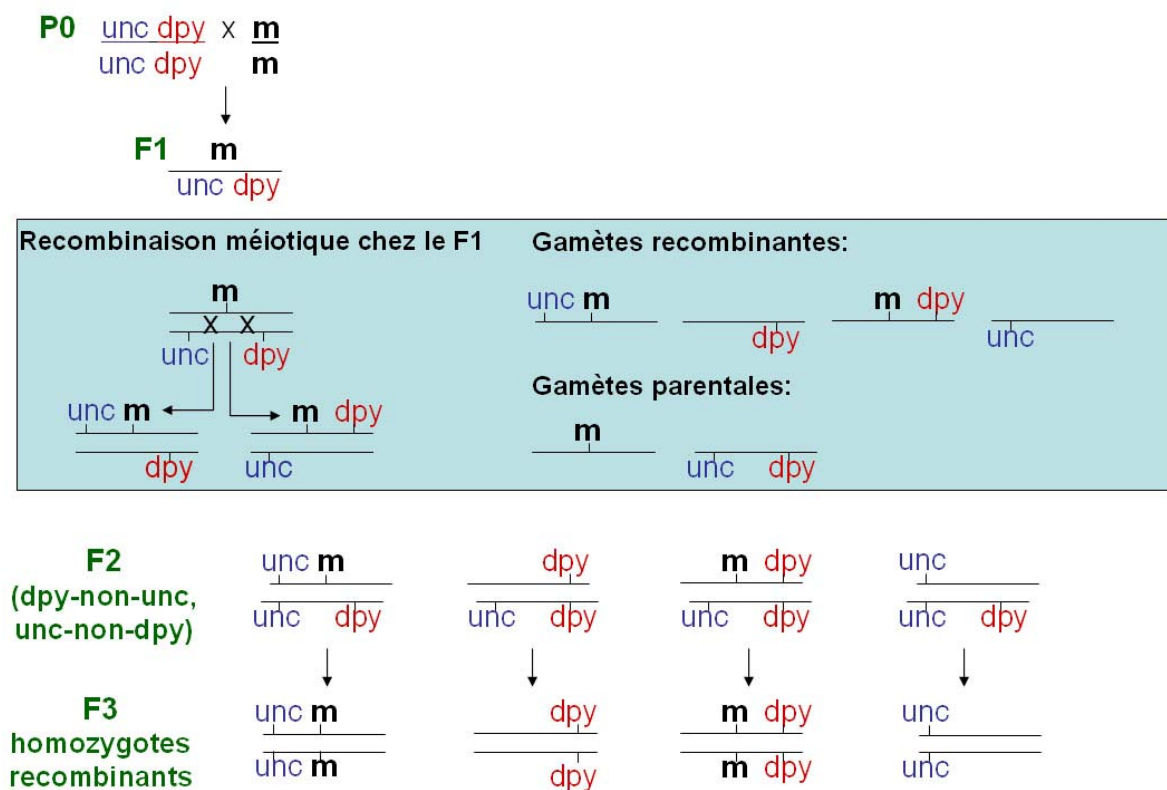 P0 unc dpy x m
unc dpy m
F1 m
unc dpy
Recombinaison méiotique chez le F1
m
X X
unc dpy
unc m m dpy
dpy unc
Gamètes recombinantes:
unc m m dpy
dpy unc
Gamètes parentales:
m
unc dpy
F2
(dpy-non-unc,
unc-non-dpy)
unc m dpy m dpy unc
unc dpy unc dpy unc dpy unc dpy
F3
homozygotes
recombinants
unc m dpy m dpy unc
unc m dpy m dpy unc